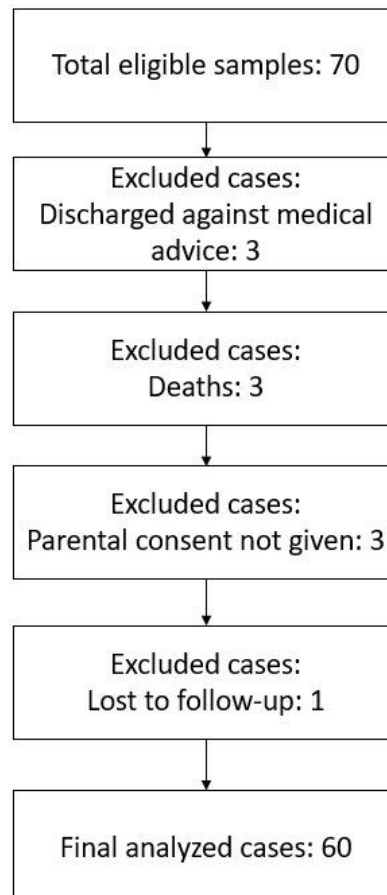 Total eligible samples: 70
Excluded cases:
Discharged against medical
advice: 3
Excluded cases:
Deaths: 3
Excluded cases:
Parental consent not given: 3
Excluded cases:
Lost to follow-up: 1
Final analyzed cases: 60